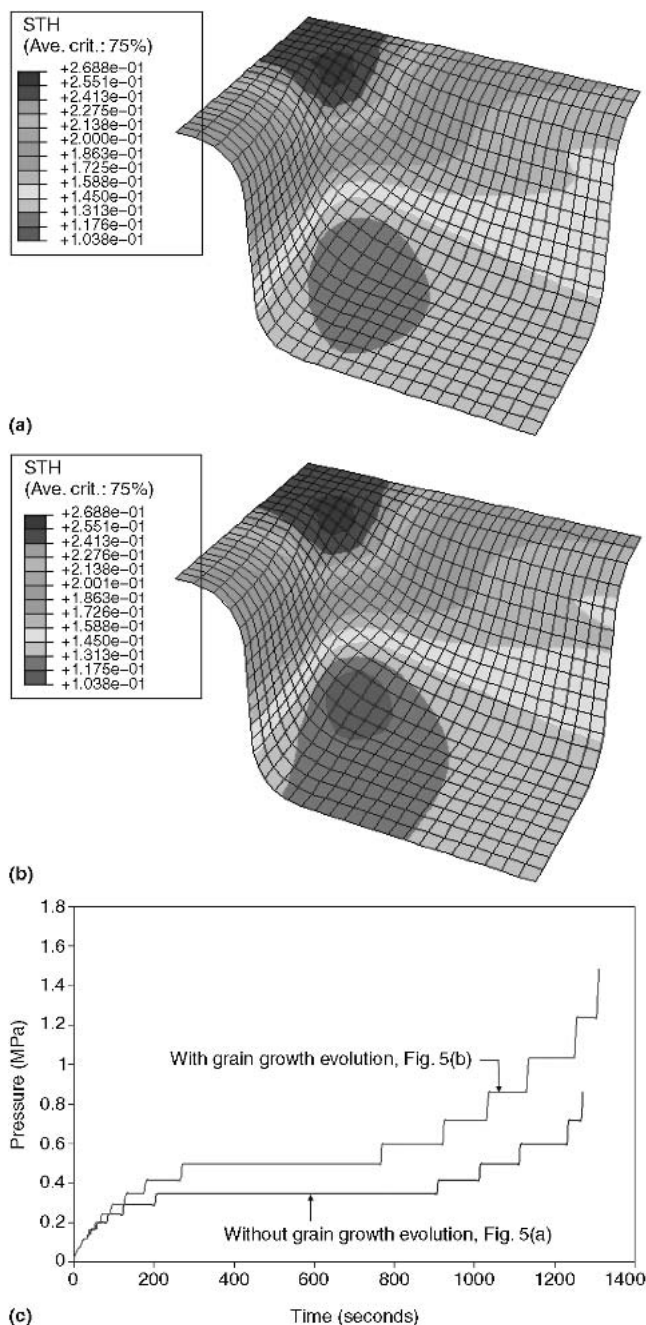 STH
(Ave. crit.: 75%)
+2.688e−01
+2.551e−01
+2.413e−01
+2.275e−01
+2.138e−01
+2.000e−01
+1.863e−01
+1.725e−01
+1.588e−01
+1.450e−01
+1.313e−01
+1.176e−01
+1.038e−01
(a)
STH
(Ave. crit.: 75%)
+2.688e−01
+2.551e−01
+2.413e−01
+2.276e−01
+2.138e−01
+2.001e−01
+1.863e−01
+1.726e−01
+1.588e−01
+1.450e−01
+1.313e−01
+1.175e−01
+1.038e−01
(b)
1.8
1.6
1.4
1.2
1
0.8
0.6
0.4
0.2
0
Pressure (MPa)
With grain growth evolution, Fig. 5(b)
Without grain growth evolution, Fig. 5(a)
0 200 400 600 800 1000 1200 1400
Time (seconds)
(c)